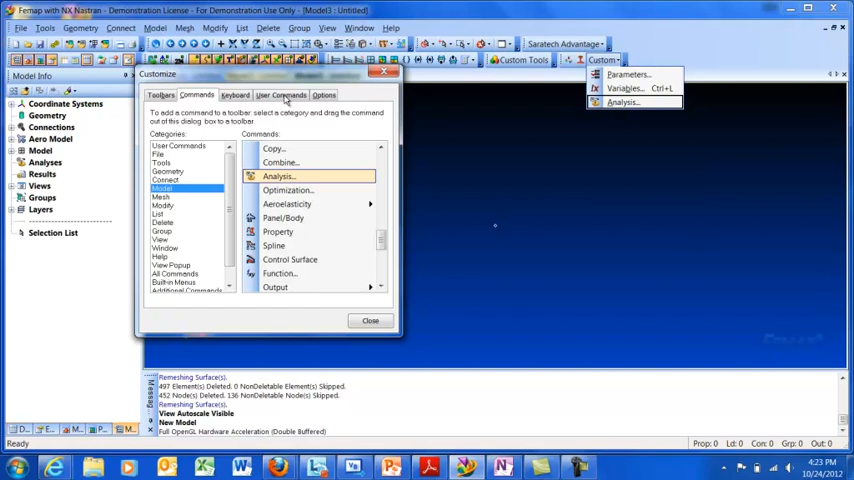 Femap with NX Nastran - Demonstration License - For Demonstration Use Only - [Model3 : Untitled]
File Tools Geometry Connect Model Mesh Modify List Delete Group View Window Help
Saratech Advantage
Custom Tools
Custom
Model Info
Coordinate Systems
Geometry
Connections
Aero Model
Model
Analyses
Results
Views
Groups
Layers
Selection List
Customize
Toolbars Commands Keyboard User Commands Options
To add a command to a toolbar: select a category and drag the command
out of this dialog box to a toolbar.
Categories:
User Commands
File
Tools
Geometry
Connect
Model
Mesh
Modify
List
Delete
Group
View
Window
Help
View Popup
All Commands
Built-in Menus
Additional Commands
Commands:
Copy...
Combine...
Analysis...
Optimization...
Aeroelasticity
Panel/Body
Property
Spline
Control Surface
Function...
Output
Close
Parameters...
Variables... Ctrl+L
Analysis...
Messag
Remeshing Surface(s).
497 Element(s) Deleted. 0 NonDeletable Element(s) Skipped.
452 Node(s) Deleted. 136 NonDeletable Node(s) Skipped.
Remeshing Surface(s).
View Autoscale Visible
New Model
Full OpenGL Hardware Acceleration (Double Buffered)
D... E... M... P... M...
Ready
Prop: 0 Ld: 0 Con: 0 Grp: 0 Out: 0
4:23 PM
10/24/2012